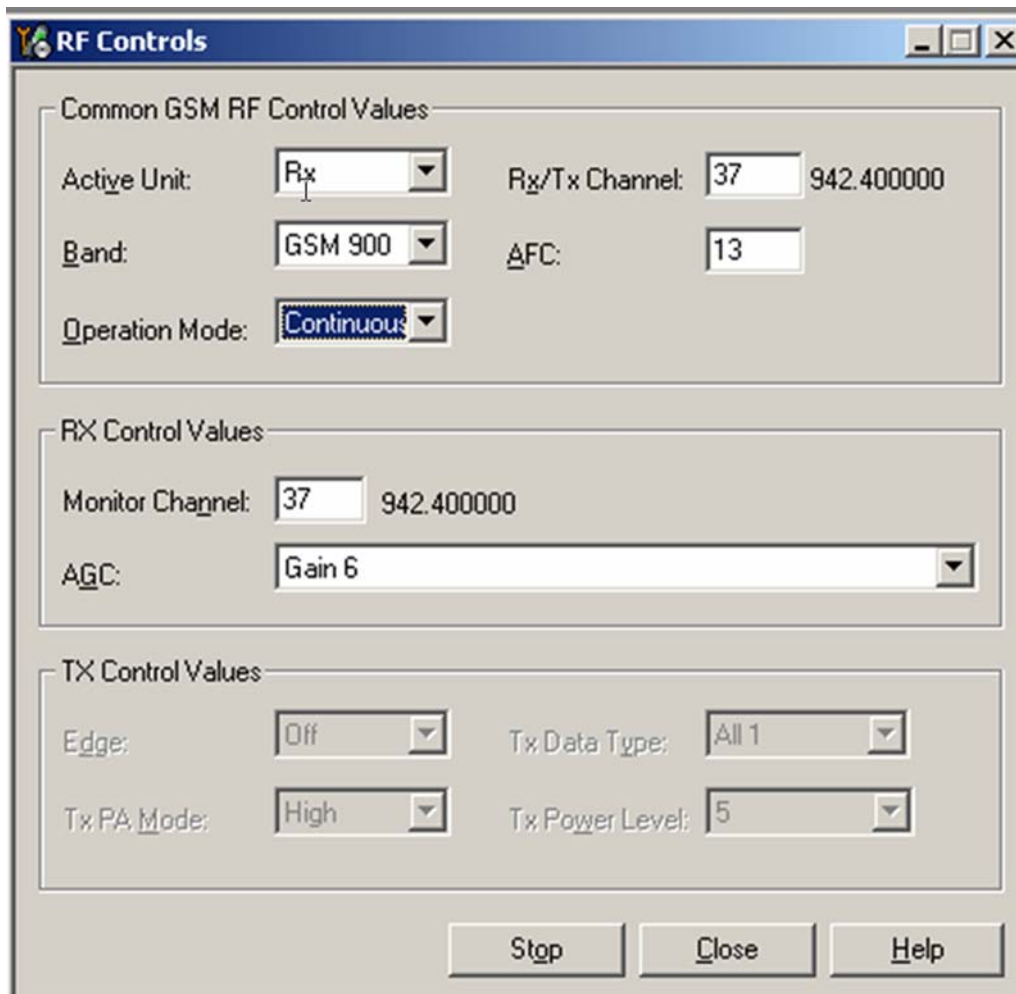 RF Controls
Common GSM RF Control Values
Active Unit: Rx Rx/Tx Channel: 37 942.400000
Band: GSM 900 AFC: 13
Operation Mode: Continuous
RX Control Values
Monitor Channel: 37 942.400000
AGC: Gain 6
TX Control Values
Edge: Off Tx Data Type: All 1
Tx PA Mode: High Tx Power Level: 5
Stop Close Help